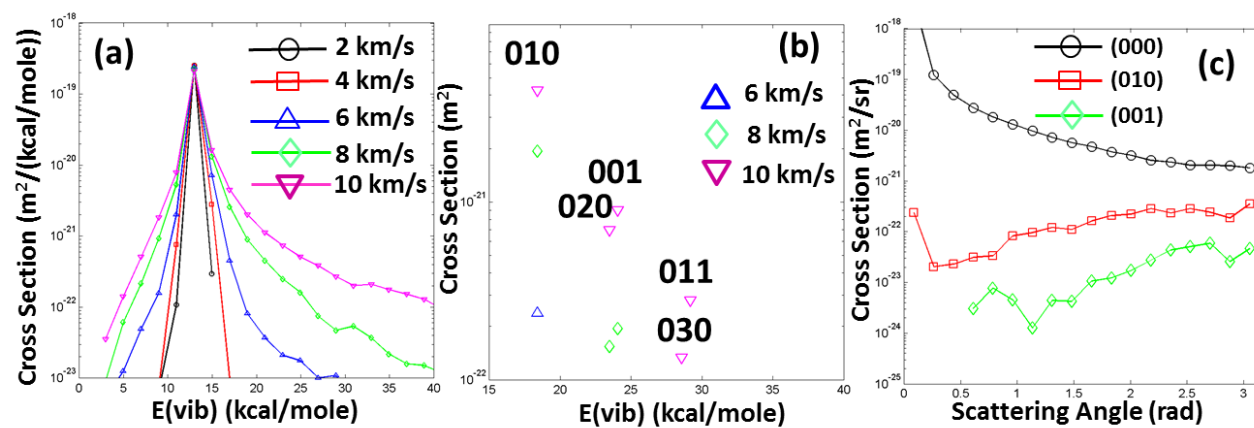 (a)
2 km/s
4 km/s
6 km/s
8 km/s
10 km/s
Cross Section (m²/(kcal/mole))
10⁻¹⁸
10⁻¹⁹
10⁻²⁰
10⁻²¹
10⁻²²
10⁻²³
0 5 10 15 20 25 30 35 40
E(vib) (kcal/mole)
(b)
010
6 km/s
8 km/s
10 km/s
001
020
011
030
Cross Section (m²)
10⁻²¹
10⁻²²
15 20 25 30 35 40
E(vib) (kcal/mole)
(c)
(000)
(010)
(001)
Cross Section (m²/sr)
10⁻¹⁸
10⁻¹⁹
10⁻²⁰
10⁻²¹
10⁻²²
10⁻²³
10⁻²⁴
10⁻²⁵
0 0.5 1 1.5 2 2.5 3
Scattering Angle (rad)